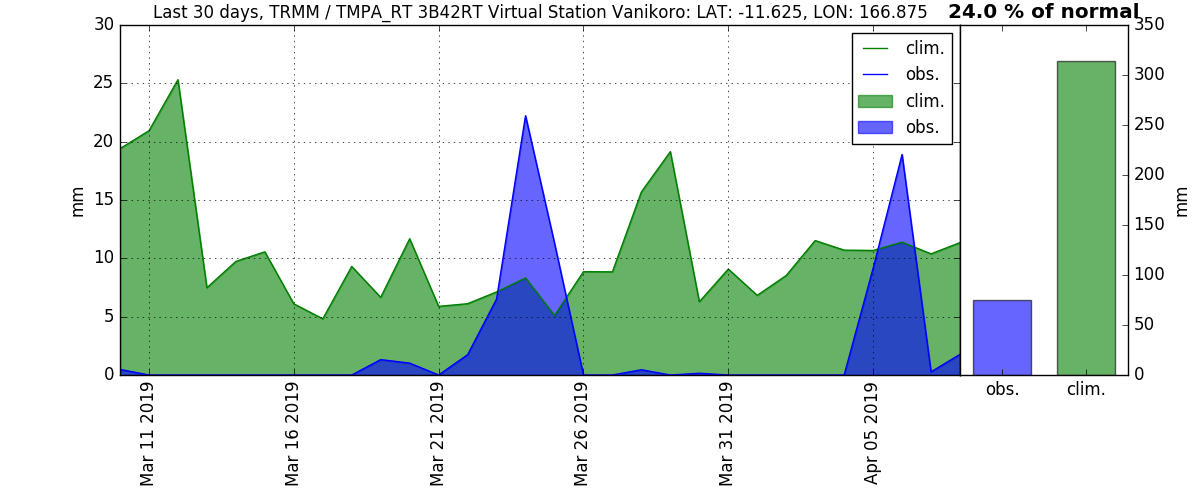 Last 30 days, TRMM / TMPA_RT 3B42RT Virtual Station Vanikoro: LAT: -11.625, LON: 166.875
24.0 % of normal
30
25
20
15
10
5
0
mm
clim.
obs.
clim.
obs.
350
300
250
200
150
100
50
0
mm
Mar 11 2019
Mar 16 2019
Mar 21 2019
Mar 26 2019
Mar 31 2019
Apr 05 2019
obs.
clim.